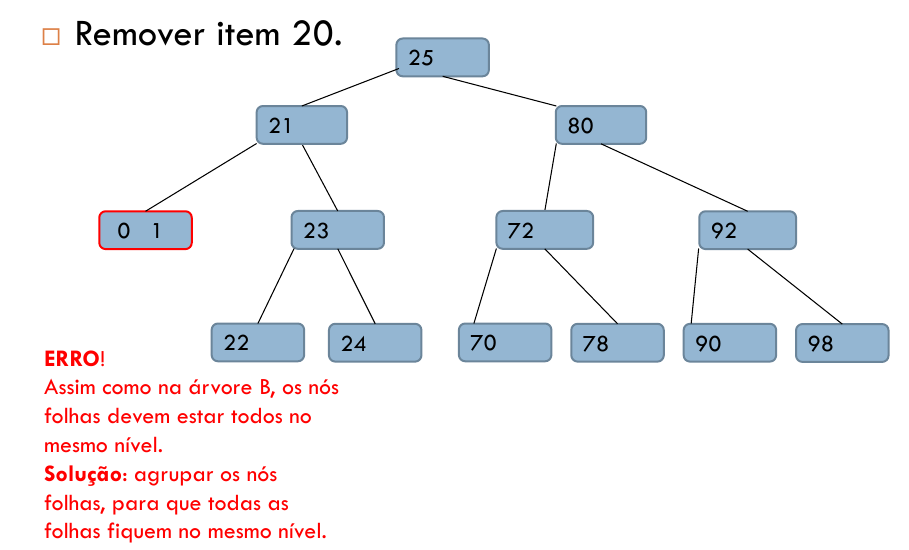 Remover item 20.
25
21
80
0 1
23
72
92
22
24
70
78
90
98
ERRO!
Assim como na árvore B, os nós
folhas devem estar todos no
mesmo nível.
Solução: agrupar os nós
folhas, para que todas as
folhas fiquem no mesmo nível.